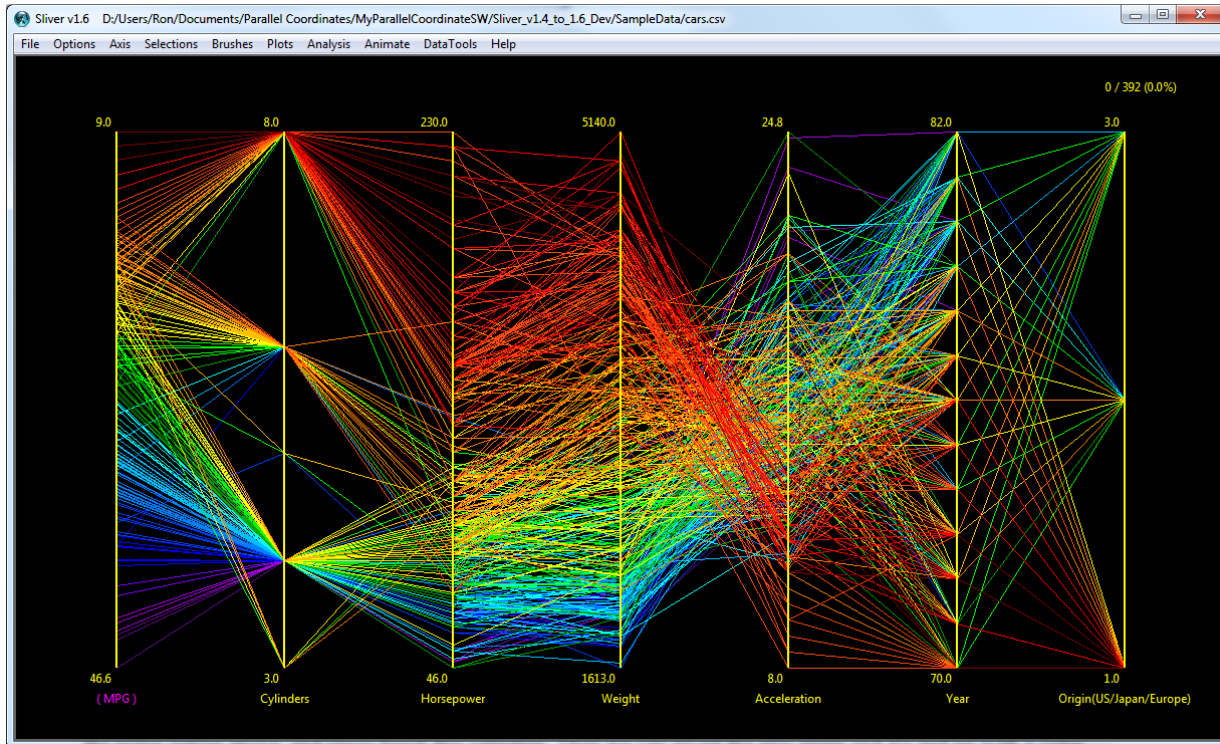 Sliver v1.6 D:/Users/Ron/Documents/Parallel Coordinates/MyParallelCoordinateSW/Sliver_v1.4_to_1.6_Dev/SampleData/cars.csv
File Options Axis Selections Brushes Plots Analysis Animate DataTools Help
0 / 392 (0.0%)
9.0 8.0 230.0 5140.0 24.8 82.0 3.0
46.6 3.0 46.0 1613.0 8.0 70.0 1.0
( MPG ) Cylinders Horsepower Weight Acceleration Year Origin(US/Japan/Europe)